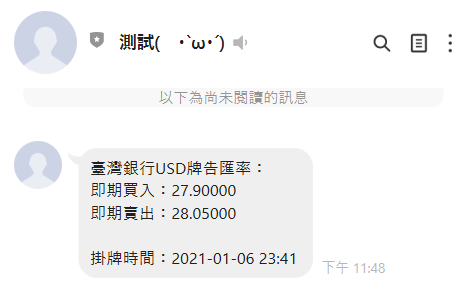 測試( ・`ω・´)
以下為尚未閱讀的訊息
臺灣銀行USD牌告匯率：
即期買入：27.90000
即期賣出：28.05000
掛牌時間：2021-01-06 23:41
下午 11:48